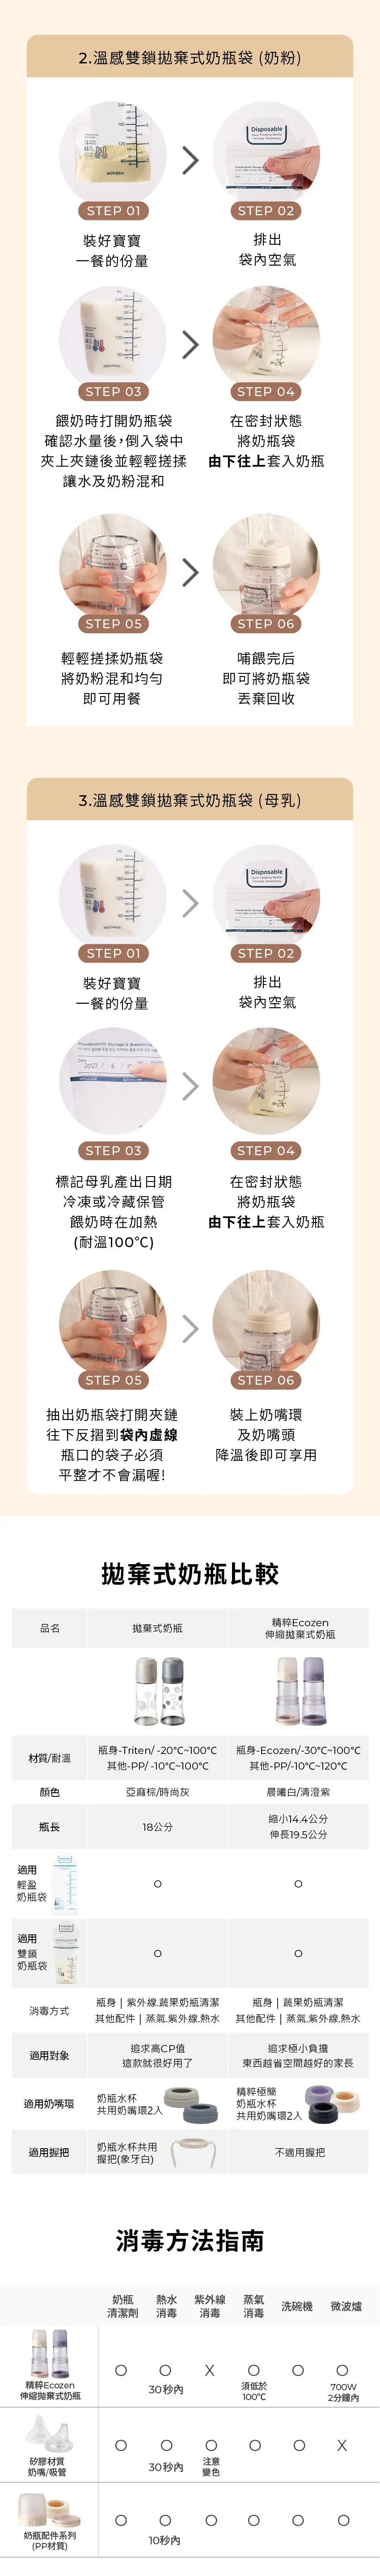 2.溫感雙鎖拋棄式奶瓶袋 (奶粉)
STEP 01
STEP 02
裝好寶寶
一餐的份量
排出
袋內空氣
STEP 03
STEP 04
餵奶時打開奶瓶袋
確認水量後,倒入袋中
夾上夾鏈後並輕輕搓揉
讓水及奶粉混和
在密封狀態
將奶瓶袋
由下往上套入奶瓶
STEP 05
STEP 06
輕輕搓揉奶瓶袋
將奶粉混和均勻
即可用餐
哺餵完后
即可將奶瓶袋
丟棄回收
3.溫感雙鎖拋棄式奶瓶袋 (母乳)
Disposable
STEP 01
STEP 02
裝好寶寶
一餐的份量
排出
袋內空氣
STEP 03
STEP 04
標記母乳產出日期
冷凍或冷藏保管
餵奶時在加熱
(耐溫100℃)
在密封狀態
將奶瓶袋
由下往上套入奶瓶
STEP 05
STEP 06
抽出奶瓶袋打開夾鏈
往下反摺到袋內虛線
瓶口的袋子必須
平整才不會漏喔!
裝上奶嘴環
及奶嘴頭
降溫後即可享用
拋棄式奶瓶比較
品名
拋棄式奶瓶
精粹Ecozen
伸縮拋棄式奶瓶
材質/耐溫
瓶身-Triten/ -20℃~100℃
其他-PP/ -10℃~100℃
瓶身-Ecozen/-30℃~100℃
其他-PP/-10℃~120℃
顏色
亞麻棕/時尚灰
晨曦白/清澄紫
瓶長
18公分
縮小14.4公分
伸長19.5公分
適用
輕盈
奶瓶袋
O
O
適用
雙鎖
奶瓶袋
O
O
消毒方式
瓶身 | 紫外線.蔬果奶瓶清潔
其他配件 | 蒸氣.紫外線.熱水
瓶身 | 蔬果奶瓶清潔
其他配件 | 蒸氣.紫外線.熱水
適用對象
追求高CP值
這款就很好用了
追求極小負擔
東西越省空間越好的家長
適用奶嘴環
奶瓶水杯
共用奶嘴環2入
精粹極簡
奶瓶水杯
共用奶嘴環2入
適用握把
奶瓶水杯共用
握把(象牙白)
不適用握把
消毒方法指南
奶瓶
清潔劑
熱水
消毒
紫外線
消毒
蒸氣
消毒
洗碗機
微波爐
精粹Ecozen
伸縮拋棄式奶瓶
O
O
30秒內
X
O
須低於
100℃
O
O
700W
2分鐘內
矽膠材質
奶嘴/吸管
O
O
30秒內
O
注意
變色
O
O
X
奶瓶配件系列
(PP材質)
O
O
10秒內
O
O
O
O